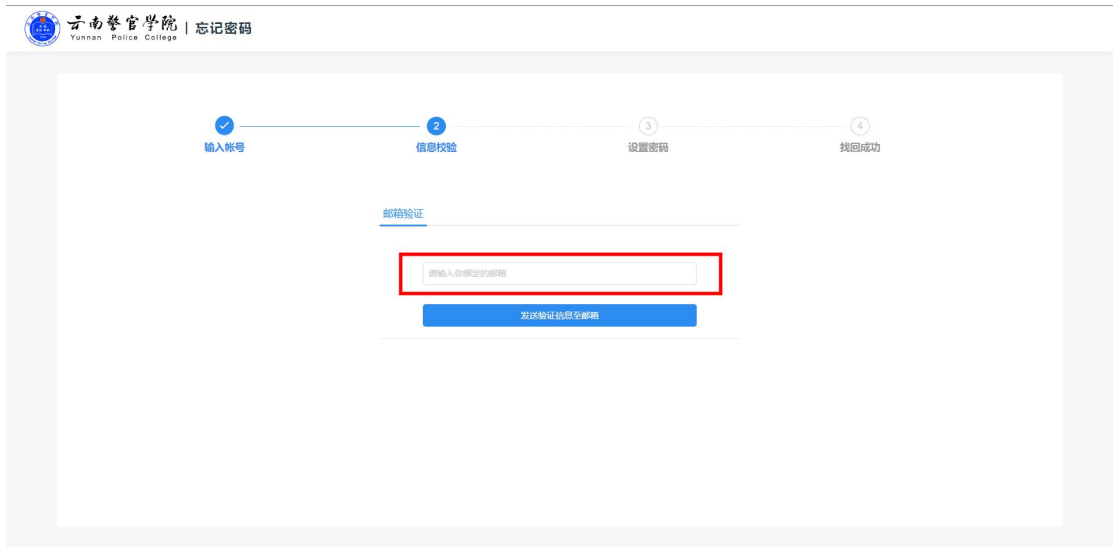 云南警官学院 | 忘记密码
Yunnan Police College
2
3
4
输入帐号
信息校验
设置密码
找回成功
邮箱验证
请输入你绑定的邮箱
发送验证信息至邮箱